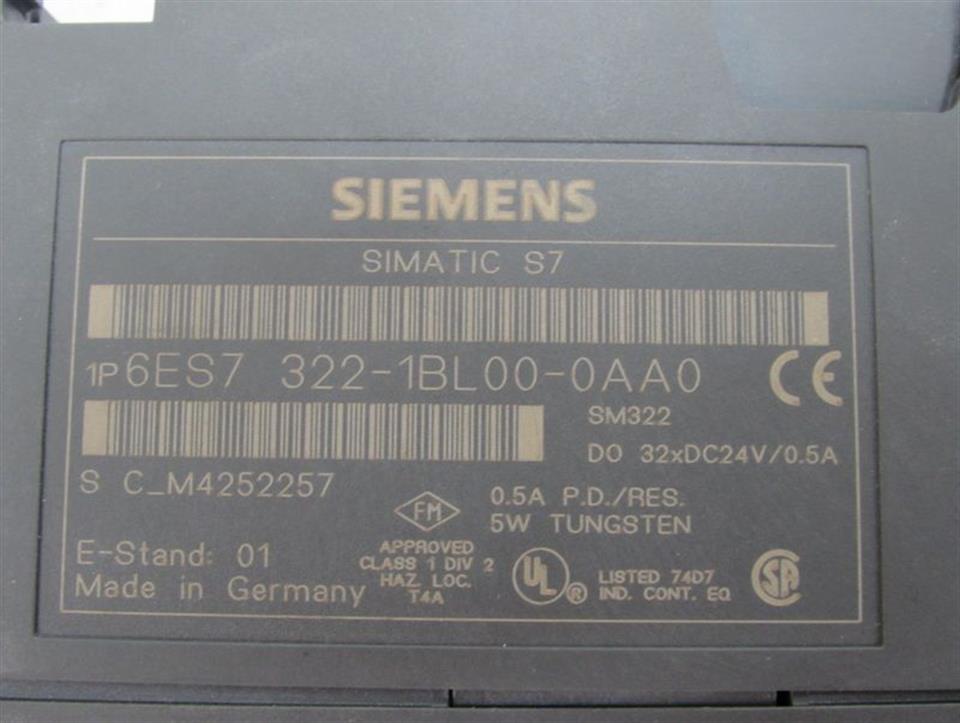 SIEMENS
SIMATIC S7
1P 6ES7 322-1BL00-0AA0
CE
SM322
DO 32xDC24V/0.5A
S C_M4252257
FM
0.5A P.D./RES.
5W TUNGSTEN
E-Stand: 01
Made in Germany
APPROVED
CLASS 1 DIV 2
HAZ. LOC.
T4A
UL ®
LISTED 74D7
IND. CONT. EQ
SA